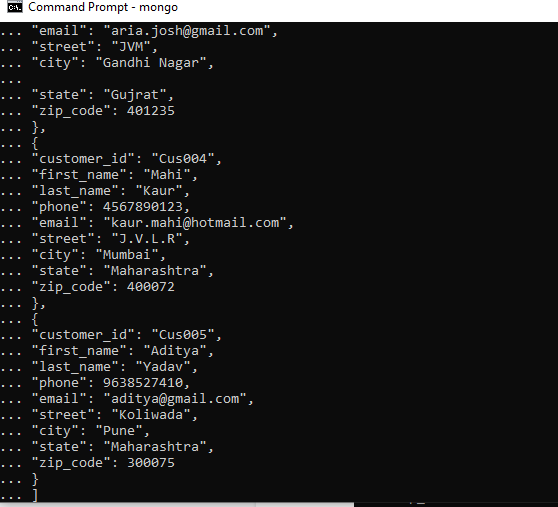 C:\. Command Prompt - mongo
... "email": "aria.josh@gmail.com",
... "street": "JVM",
... "city": "Gandhi Nagar",
...
... "state": "Gujrat",
... "zip_code": 401235
... },
... {
... "customer_id": "Cus004",
... "first_name": "Mahi",
... "last_name": "Kaur",
... "phone": 4567890123,
... "email": "kaur.mahi@hotmail.com",
... "street": "J.V.L.R",
... "city": "Mumbai",
... "state": "Maharashtra",
... "zip_code": 400072
... },
... {
... "customer_id": "Cus005",
... "first_name": "Aditya",
... "last_name": "Yadav",
... "phone": 9638527410,
... "email": "aditya@gmail.com",
... "street": "Koliwada",
... "city": "Pune",
... "state": "Maharashtra",
... "zip_code": 300075
... }
... ]